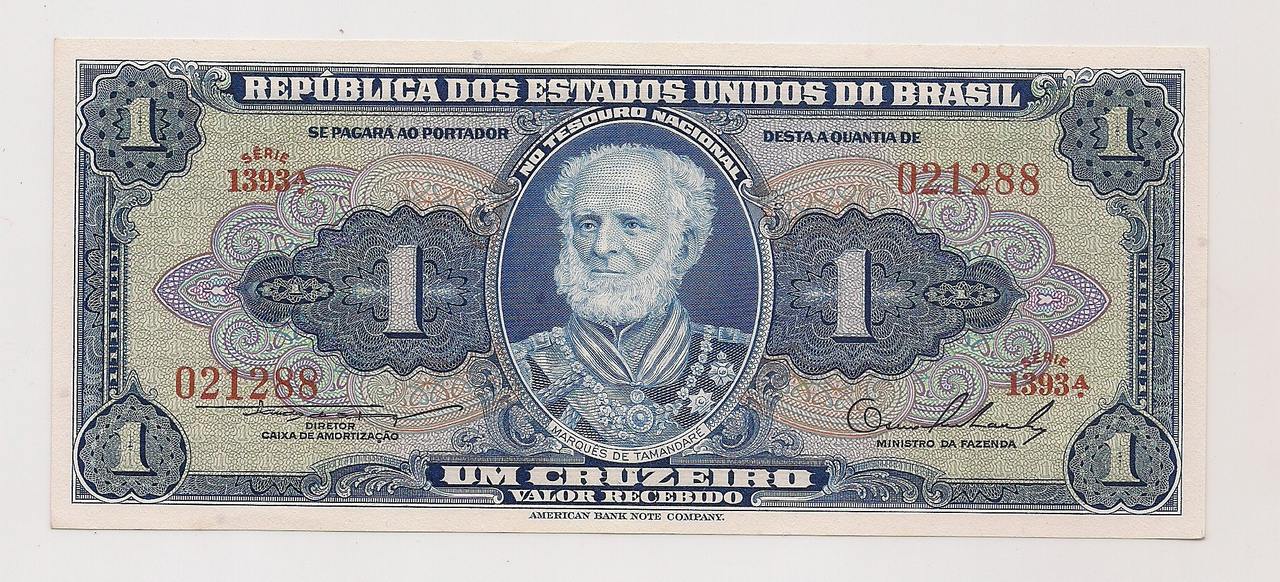 REPÚBLICA DOS ESTADOS UNIDOS DO BRASIL
1
1
SE PAGARÁ AO PORTADOR
NO TESOURO NACIONAL
DESTA A QUANTIA DE
SÉRIE
1393A
021288
1
1
1
1
021288
SÉRIE
1393A
DIRETOR
CAIXA DE AMORTIZAÇÃO
MARQUES DE TAMANDARÉ
MINISTRO DA FAZENDA
1
1
UM CRUZEIRO
VALOR RECEBIDO
AMERICAN BANK NOTE COMPANY.